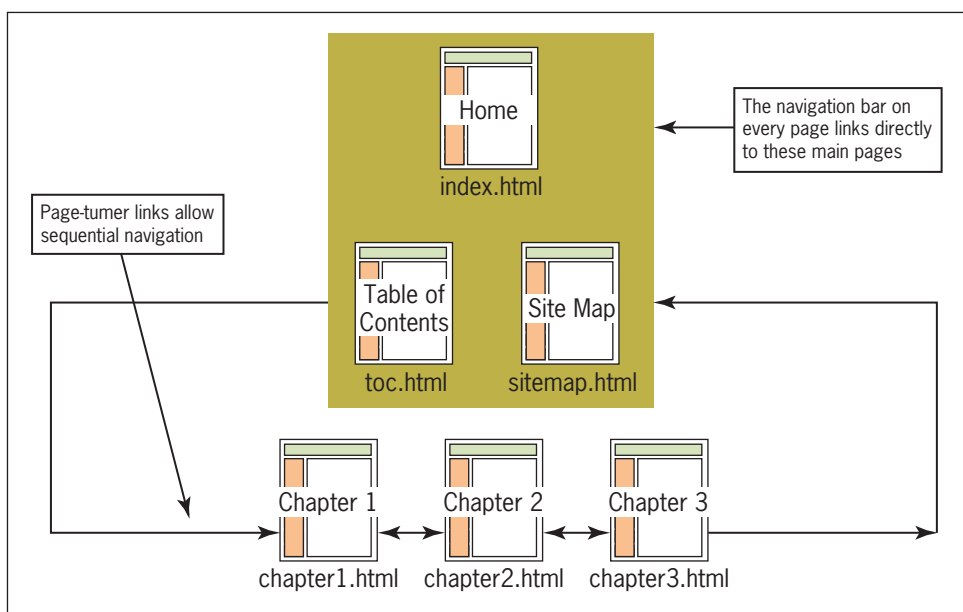 Home
index.html
The navigation bar on
every page links directly
to these main pages
Page-tumer links allow
sequential navigation
Table of
Contents
toc.html
Site Map
sitemap.html
Chapter 1
chapter1.html
Chapter 2
chapter2.html
Chapter 3
chapter3.html